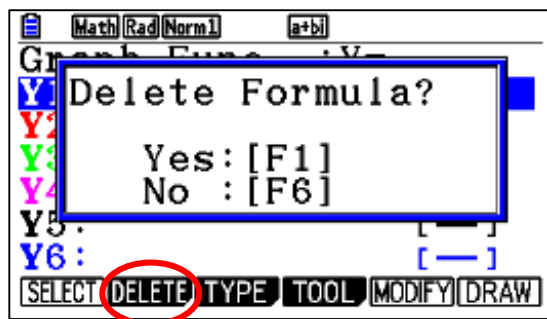 Math Rad Norm1 a+bi
Graph Func :Y=
Y1
Delete Formula?
Y2
Y3
Yes:[F1]
Y4
No :[F6]
Y5: [—]
Y6: [—]
SELECT DELETE TYPE TOOL MODIFY DRAW